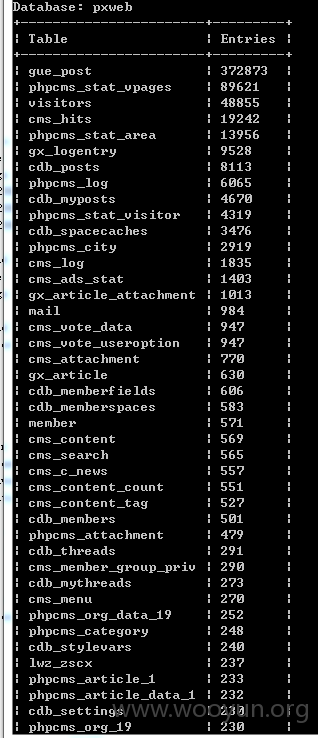 Database: pxweb
+----------------------+---------+
| Table | Entries |
+----------------------+---------+
| gue_post | 372873 |
| phpcms_stat_vpages | 89621 |
| visitors | 48855 |
| cms_hits | 19242 |
| phpcms_stat_area | 13956 |
| gx_logentry | 9528 |
| cdb_posts | 8113 |
| phpcms_log | 6065 |
| cdb_myposts | 4670 |
| phpcms_stat_visitor | 4319 |
| cdb_spacecaches | 3476 |
| phpcms_city | 2919 |
| cms_log | 1835 |
| cms_ads_stat | 1403 |
| gx_article_attachment | 1013 |
| mail | 984 |
| cms_vote_data | 947 |
| cms_vote_useroption | 947 |
| cms_attachment | 770 |
| gx_article | 630 |
| cdb_memberfields | 606 |
| cdb_memberspaces | 583 |
| member | 571 |
| cms_content | 569 |
| cms_search | 565 |
| cms_c_news | 557 |
| cms_content_count | 551 |
| cms_content_tag | 527 |
| cdb_members | 501 |
| phpcms_attachment | 479 |
| cdb_threads | 291 |
| cms_member_group_priv | 290 |
| cdb_mythreads | 273 |
| cms_menu | 270 |
| phpcms_org_data_19 | 252 |
| phpcms_category | 248 |
| cdb_stylevars | 240 |
| lwz_zscx | 237 |
| phpcms_article_1 | 233 |
| phpcms_article_data_1 | 232 |
| cdb_settings | 230 |
| phpcms_org_19 | 230 |
www.wooyun.org